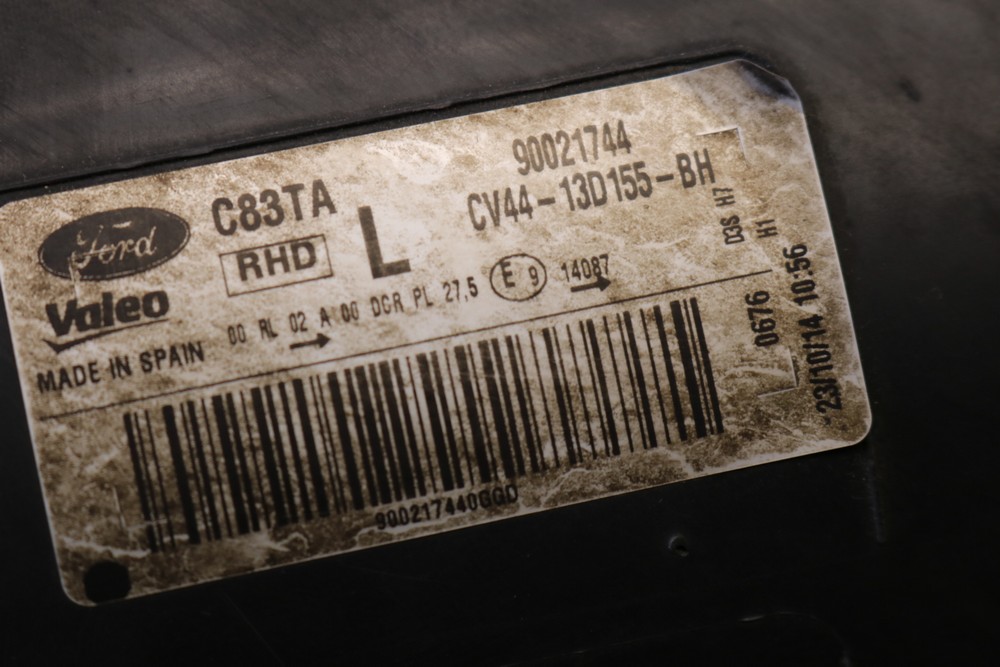 Ford
Valeo
MADE IN SPAIN
C83TA
RHD
L
90021744
CV44-13D155-BH
D3S H7
H1
00 RL 02 A 00 DCR PL 27,5
E 9
14087
0676
23/10/14 10:56
900217440GGD